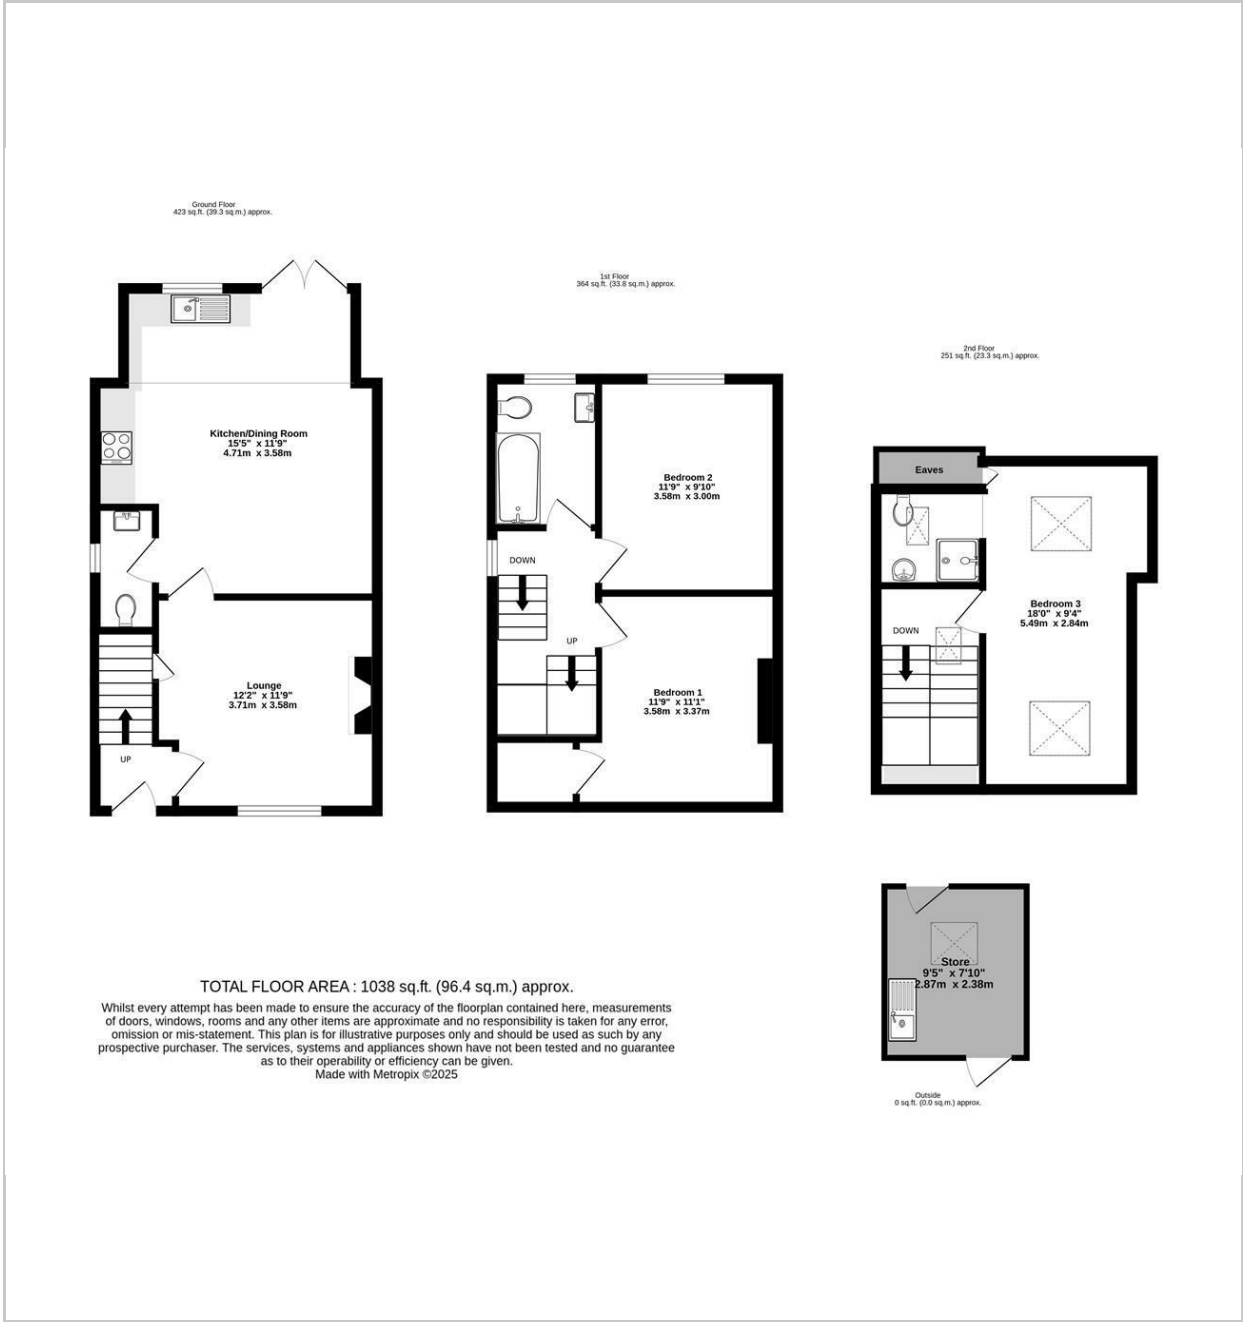 Ground Floor
423 sq.ft. (39.3 sq.m.) approx.
Kitchen/Dining Room
15'5" x 11'9"
4.71m x 3.58m
Lounge
12'2" x 11'9"
3.71m x 3.58m
UP
1st Floor
364 sq.ft. (33.8 sq.m.) approx.
Bedroom 2
11'9" x 9'10"
3.58m x 3.00m
DOWN
UP
Bedroom 1
11'9" x 11'1"
3.58m x 3.37m
2nd Floor
251 sq.ft. (23.3 sq.m.) approx.
Eaves
Bedroom 3
18'0" x 9'4"
5.49m x 2.84m
DOWN
Store
9'5" x 7'10"
2.87m x 2.38m
Outside
0 sq.ft. (0.0 sq.m.) approx.
TOTAL FLOOR AREA : 1038 sq.ft. (96.4 sq.m.) approx.
Whilst every attempt has been made to ensure the accuracy of the floorplan contained here, measurements
of doors, windows, rooms and any other items are approximate and no responsibility is taken for any error,
omission or mis-statement. This plan is for illustrative purposes only and should be used as such by any
prospective purchaser. The services, systems and appliances shown have not been tested and no guarantee
as to their operability or efficiency can be given.
Made with Metropix ©2025